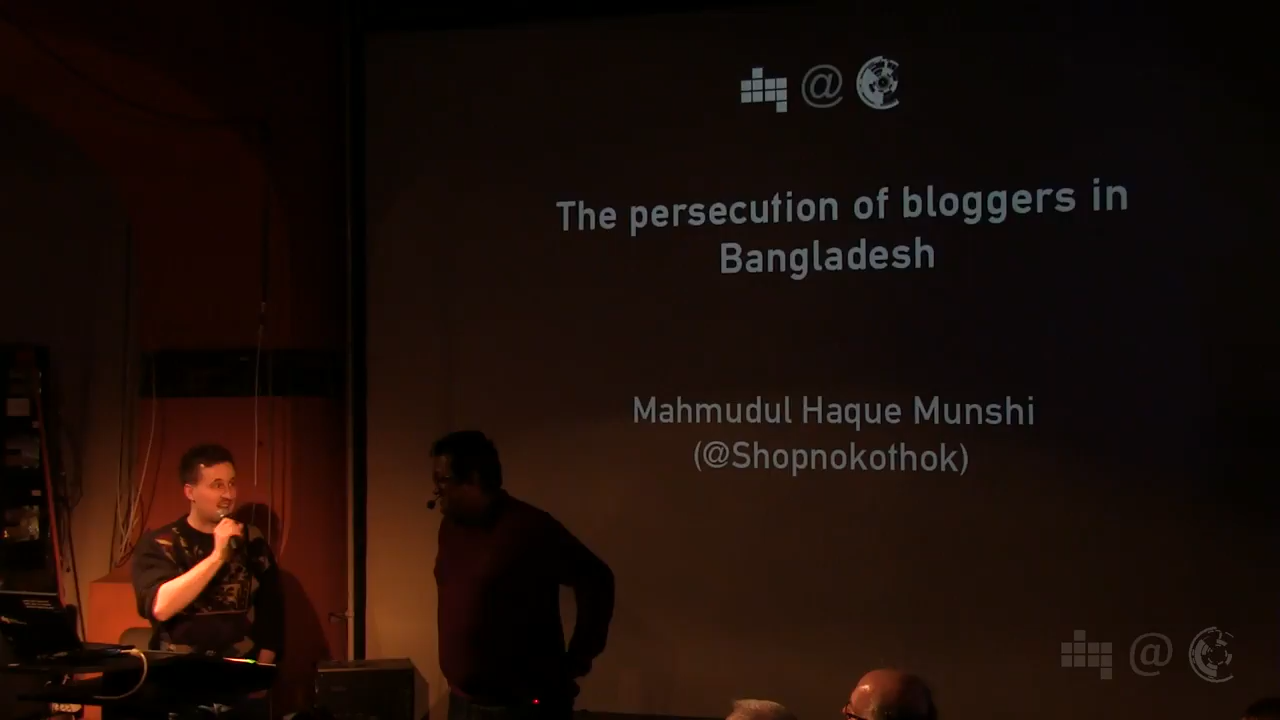 @
The persecution of bloggers in
Bangladesh
Mahmudul Haque Munshi
(@Shopnokothok)
@